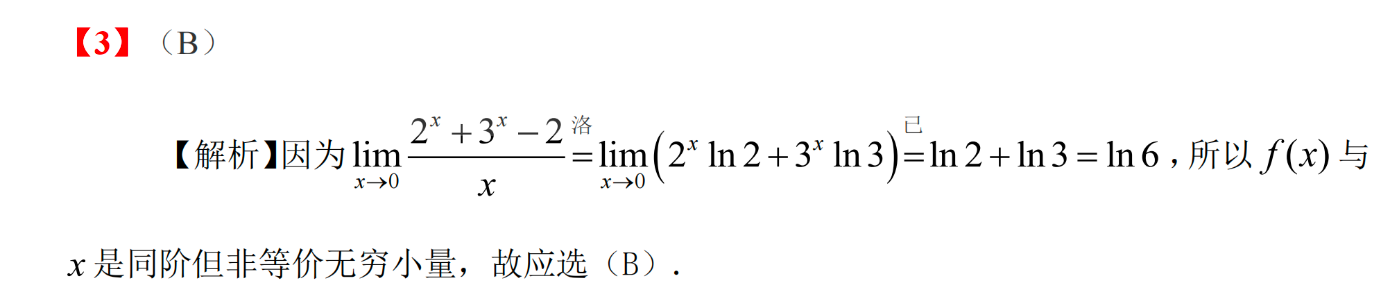 【3】（B）
【解析】因为 lim_{x→0} (2^x + 3^x − 2)/x 洛= lim_{x→0} (2^x ln 2 + 3^x ln 3) 已= ln 2 + ln 3 = ln 6，所以 f(x) 与
x 是同阶但非等价无穷小量，故应选（B）．